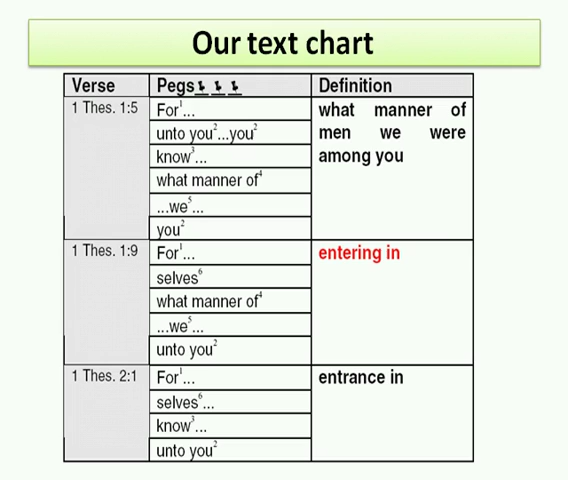 Our text chart
Verse Pegs Definition
1 Thes. 1:5 For¹... what manner of
unto you²...you² men we were
know³... among you
what manner of⁴
...we⁵...
you²
1 Thes. 1:9 For¹... entering in
selves⁶
what manner of⁴
...we⁵...
unto you²
1 Thes. 2:1 For¹... entrance in
selves⁶...
know³...
unto you²